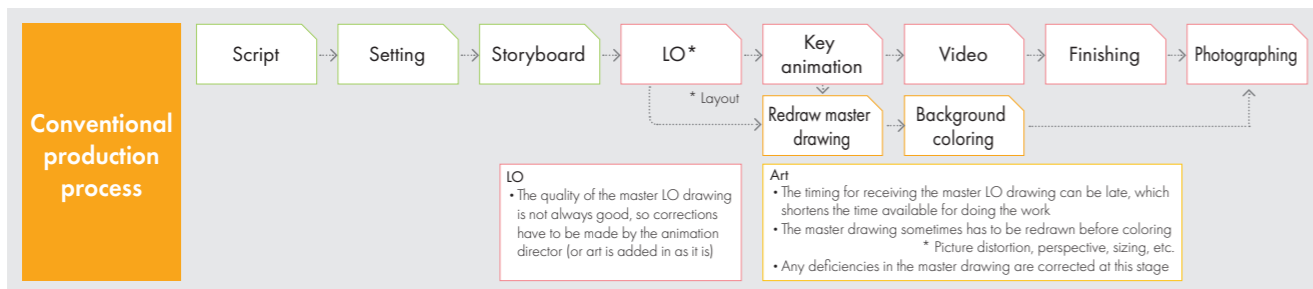 Conventional
production
process
Script
Setting
Storyboard
LO*
Key
animation
Video
Finishing
Photographing
* Layout
Redraw master
drawing
Background
coloring
LO
• The quality of the master LO drawing
is not always good, so corrections
have to be made by the animation
director (or art is added in as it is)
Art
• The timing for receiving the master LO drawing can be late, which
shortens the time available for doing the work
• The master drawing sometimes has to be redrawn before coloring
* Picture distortion, perspective, sizing, etc.
• Any deficiencies in the master drawing are corrected at this stage